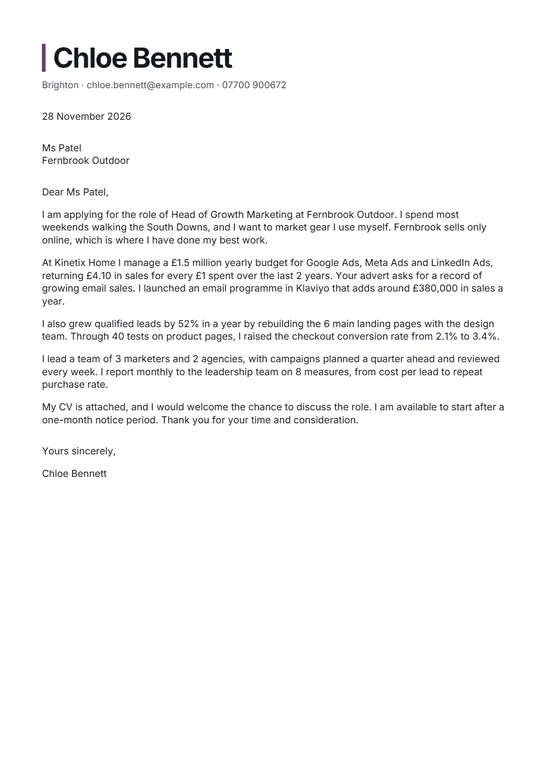 Chloe Bennett
Brighton · chloe.bennett@example.com · 07700 900672
28 November 2026
Ms Patel
Fernbrook Outdoor
Dear Ms Patel,
I am applying for the role of Head of Growth Marketing at Fernbrook Outdoor. I spend most
weekends walking the South Downs, and I want to market gear I use myself. Fernbrook sells only
online, which is where I have done my best work.
At Kinetix Home I manage a £1.5 million yearly budget for Google Ads, Meta Ads and LinkedIn Ads,
returning £4.10 in sales for every £1 spent over the last 2 years. Your advert asks for a record of
growing email sales. I launched an email programme in Klaviyo that adds around £380,000 in sales a
year.
I also grew qualified leads by 52% in a year by rebuilding the 6 main landing pages with the design
team. Through 40 tests on product pages, I raised the checkout conversion rate from 2.1% to 3.4%.
I lead a team of 3 marketers and 2 agencies, with campaigns planned a quarter ahead and reviewed
every week. I report monthly to the leadership team on 8 measures, from cost per lead to repeat
purchase rate.
My CV is attached, and I would welcome the chance to discuss the role. I am available to start after a
one-month notice period. Thank you for your time and consideration.
Yours sincerely,
Chloe Bennett